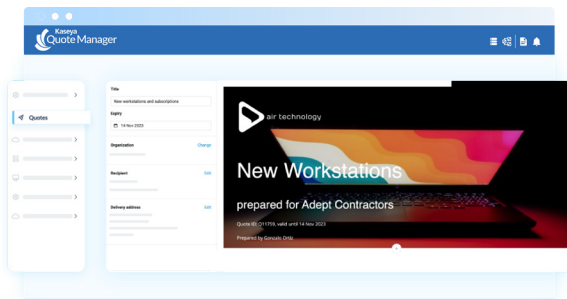 Kaseya
Quote Manager
Quotes
Title
New workstations and subscriptions
Expiry
14 Nov 2023
Organization
Change
Recipient
Edit
Delivery address
Edit
air technology
New Workstations
prepared for Adept Contractors
Quote ID: Q11759, valid until 14 Nov 2023
Prepared by Gonzalo Ortiz